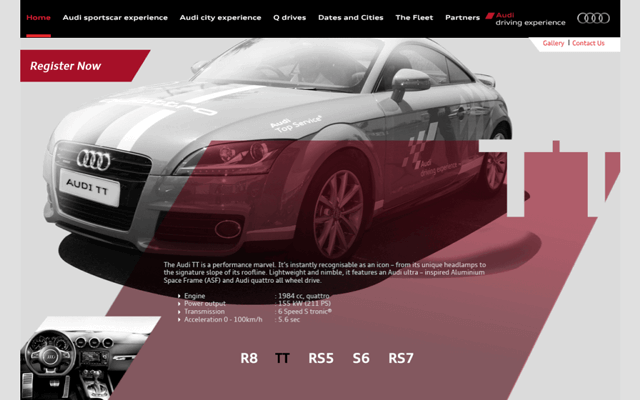 Home Audi sportscar experience Audi city experience Q drives Dates and Cities The Fleet Partners Audi
driving experience
Gallery | Contact Us
Register Now
quattro
Audi
Top Service
Audi
driving experience
AUDI TT
TT
The Audi TT is a performance marvel. It's instantly recognisable as an icon – from its unique headlamps to
the signature slope of its roofline. Lightweight and nimble, it features an Audi ultra – inspired Aluminium
Space Frame (ASF) and Audi quattro all wheel drive.
Engine : 1984 cc, quattro
Power output : 155 kW (211 PS)
Transmission : 6 Speed S tronic®
Acceleration 0 - 100km/h : 5.6 sec
R8 TT RS5 S6 RS7